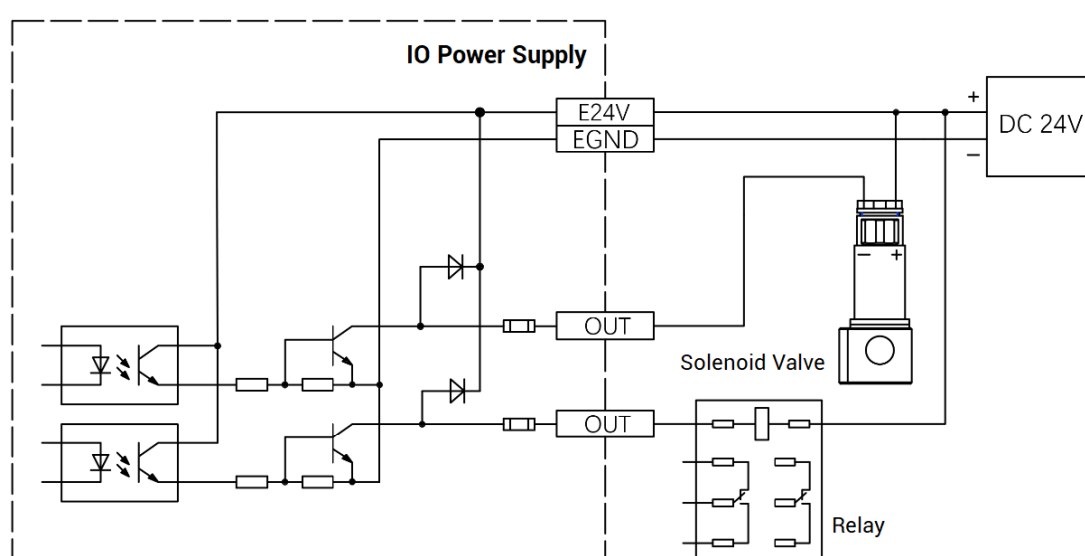 IO Power Supply
E24V
EGND
+
DC 24V
−
− +
OUT
Solenoid Valve
OUT
Relay